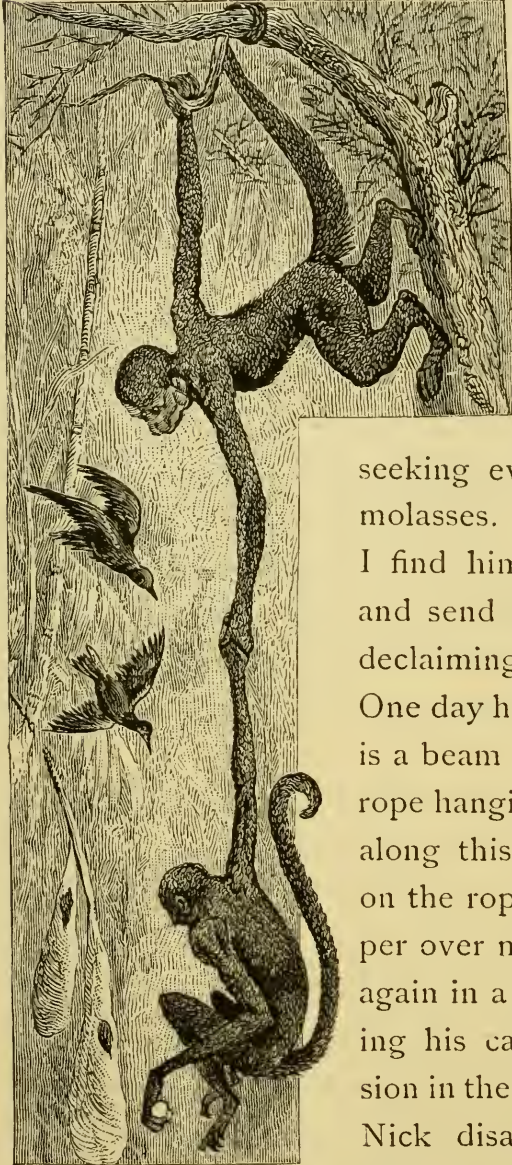 seeking ev
molasses.
I find him
and send
declaiming
One day h
is a beam
rope hangi
along this
on the rop
per over n
again in a
ing his ca
sion in the
Nick disa